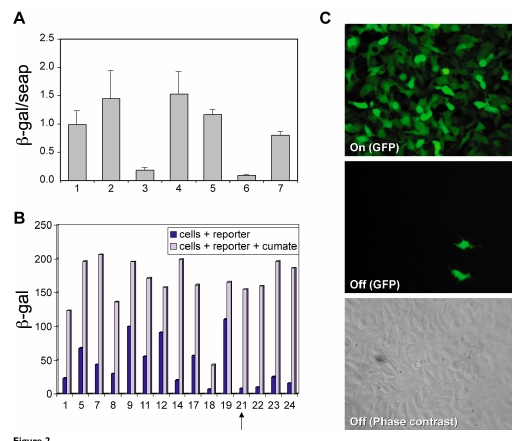 A
β-gal/seap
2.5
2.0
1.5
1.0
0.5
0.0
1 2 3 4 5 6 7
B
β-gal
250
200
150
100
50
0
cells + reporter
cells + reporter + cumate
1 5 7 8 9 11 12 14 17 18 19 21 22 23 24
C
On (GFP)
Off (GFP)
Off (Phase contrast)
Figure 2